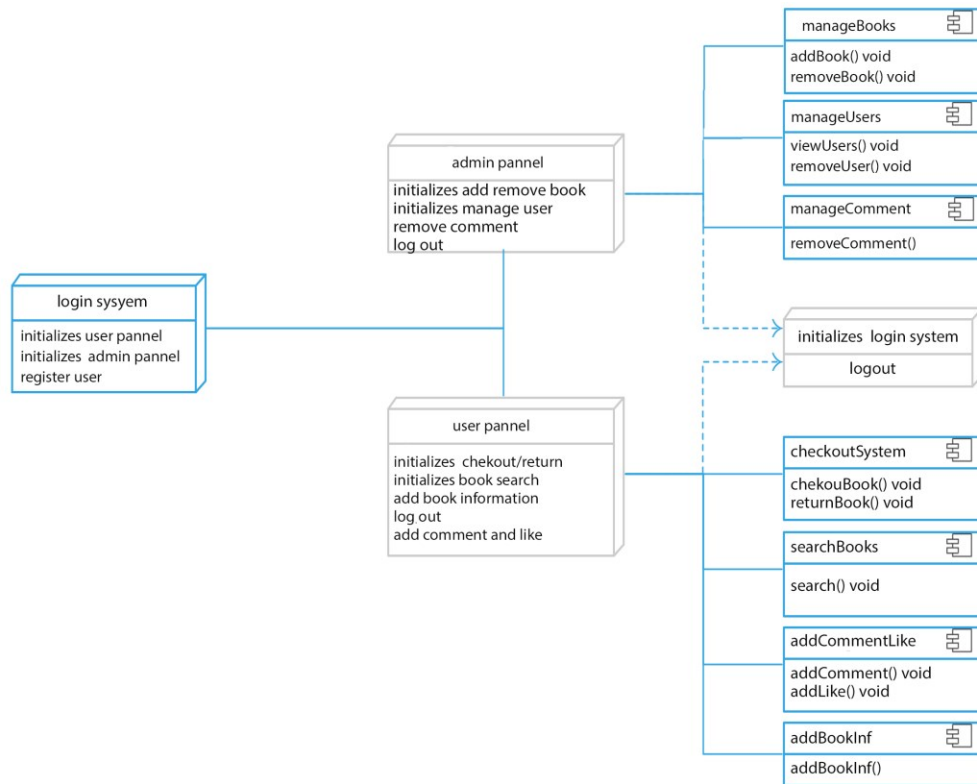 manageBooks
addBook() void
removeBook() void
manageUsers
viewUsers() void
removeUser() void
manageComment
removeComment()
admin pannel
initializes add remove book
initializes manage user
remove comment
log out
login sysyem
initializes user pannel
initializes admin pannel
register user
initializes login system
logout
user pannel
initializes chekout/return
initializes book search
add book information
log out
add comment and like
checkoutSystem
chekouBook() void
returnBook() void
searchBooks
search() void
addCommentLike
addComment() void
addLike() void
addBookInf
addBookInf()